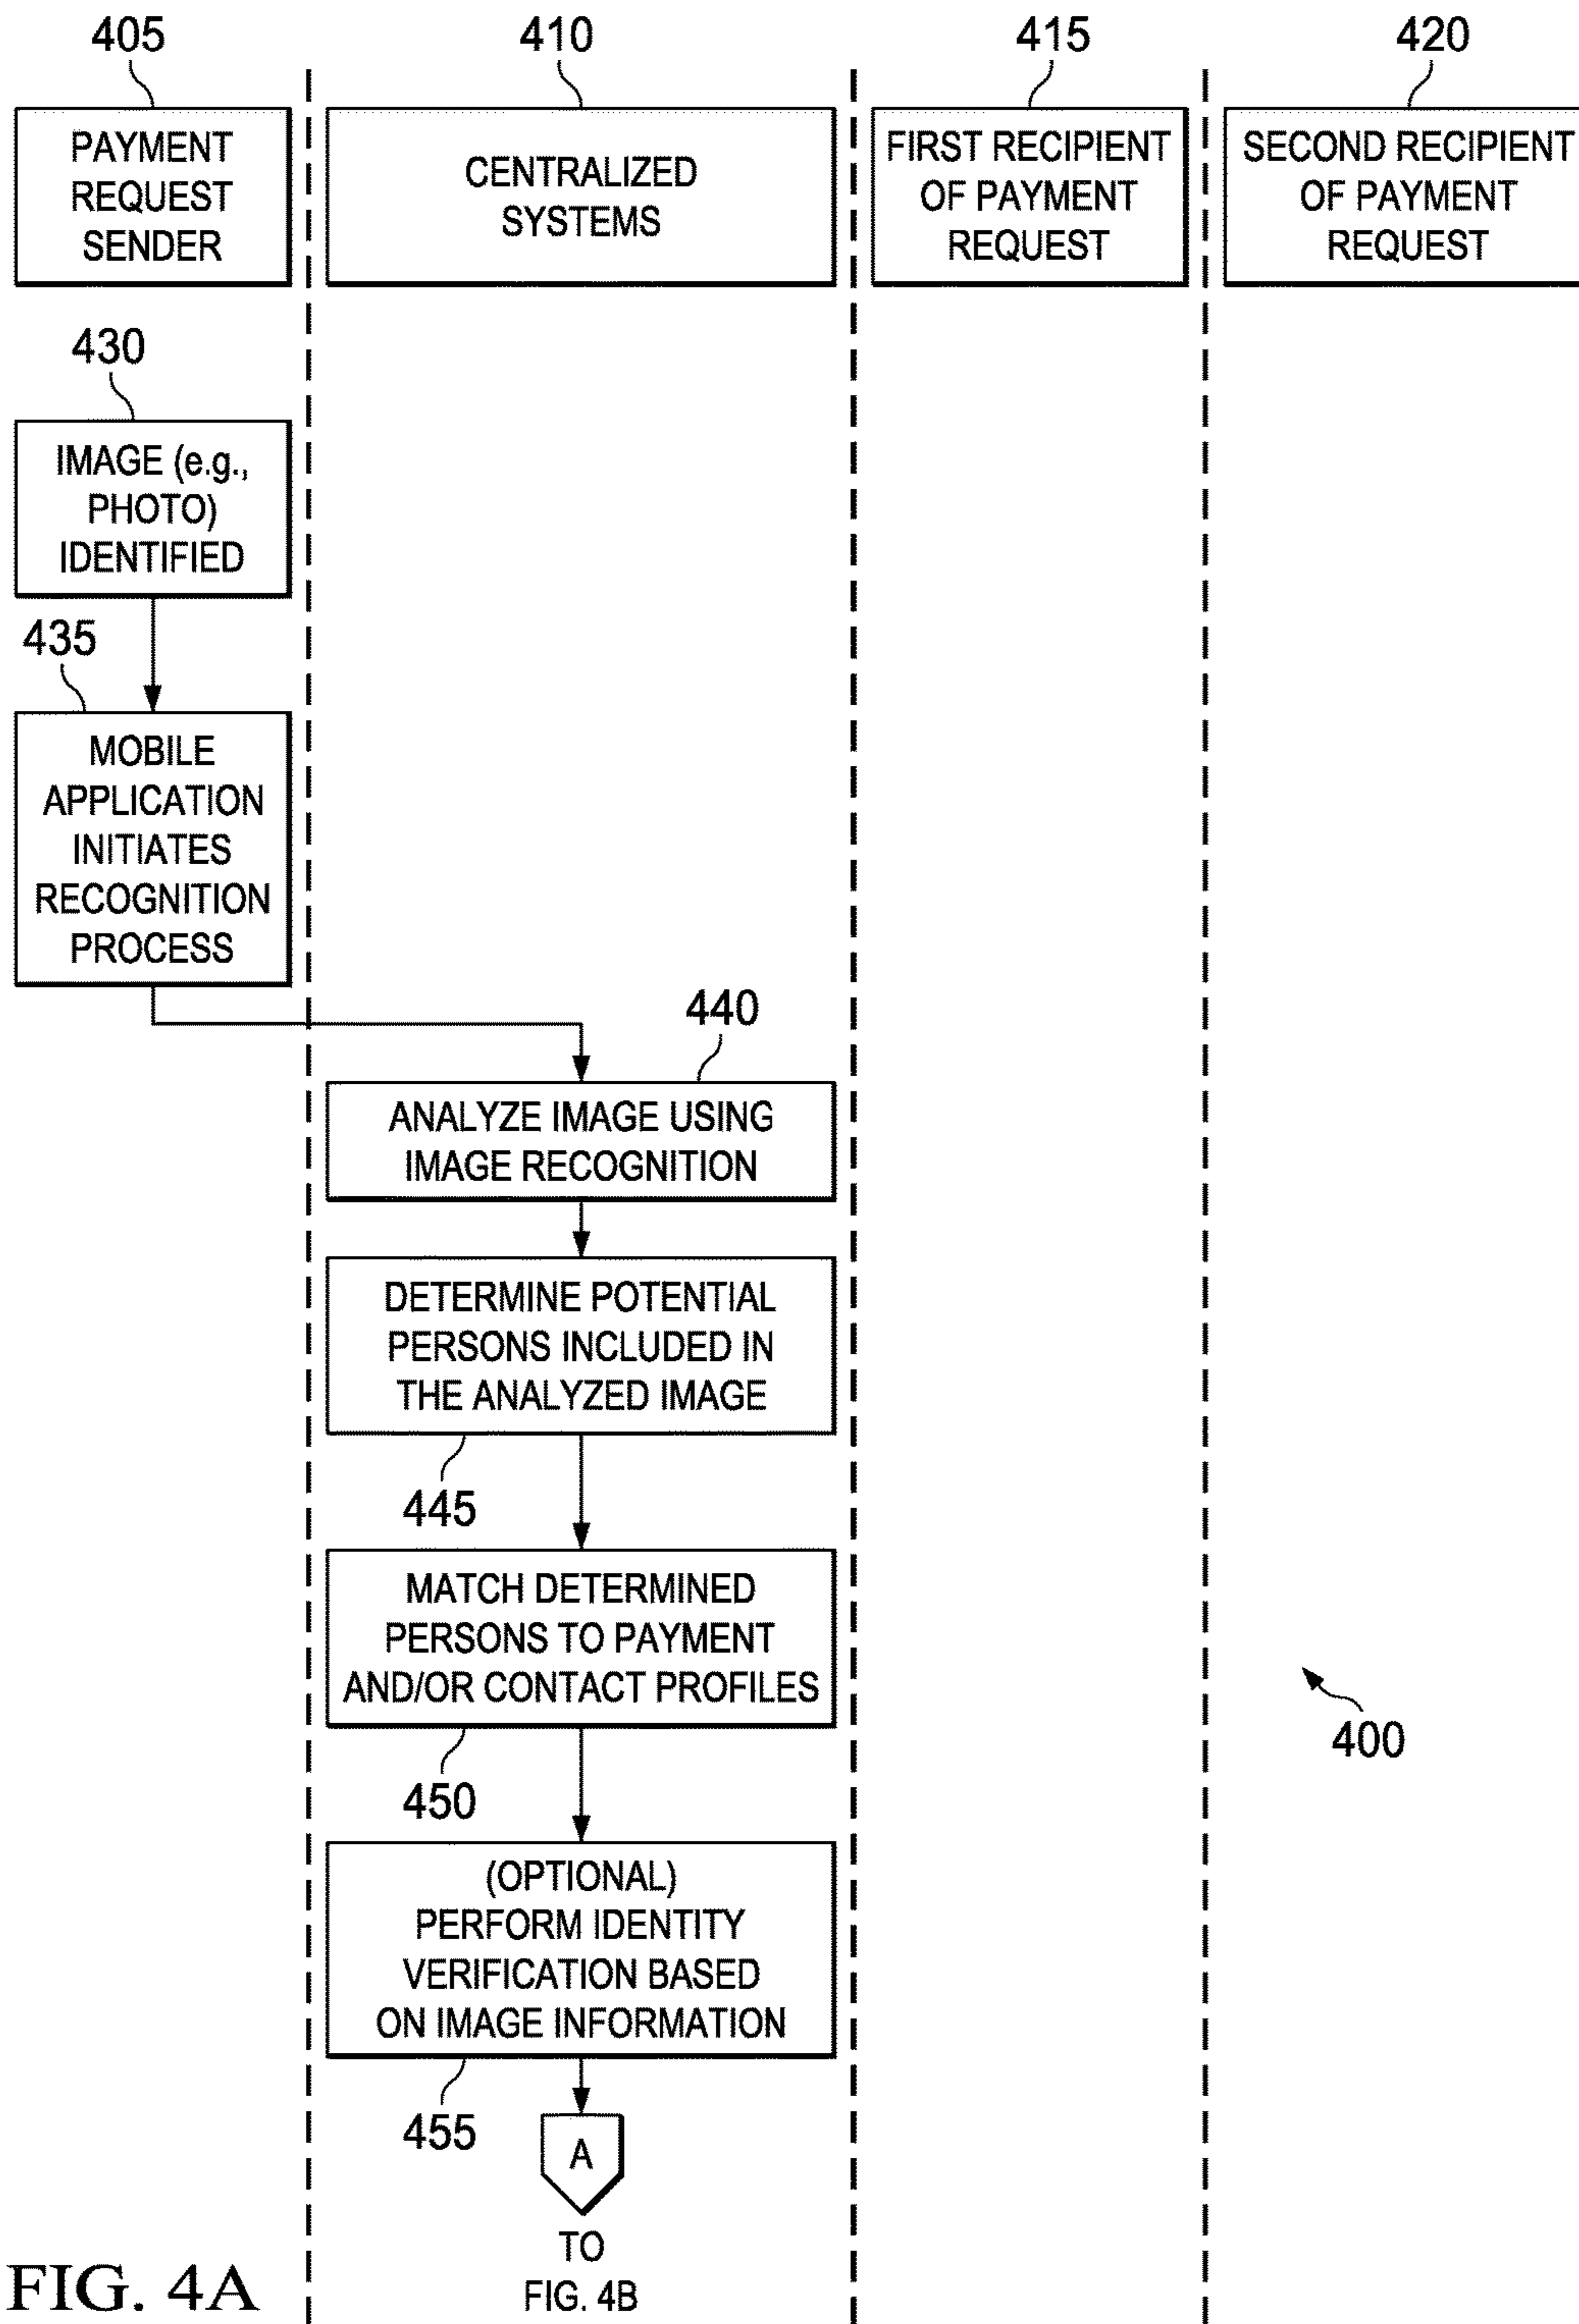 405
410
415
420
PAYMENT
REQUEST
SENDER
CENTRALIZED
SYSTEMS
FIRST RECIPIENT
OF PAYMENT
REQUEST
SECOND RECIPIENT
OF PAYMENT
REQUEST
430
IMAGE (e.g.,
PHOTO)
IDENTIFIED
435
MOBILE
APPLICATION
INITIATES
RECOGNITION
PROCESS
440
ANALYZE IMAGE USING
IMAGE RECOGNITION
DETERMINE POTENTIAL
PERSONS INCLUDED IN
THE ANALYZED IMAGE
445
MATCH DETERMINED
PERSONS TO PAYMENT
AND/OR CONTACT PROFILES
450
400
(OPTIONAL)
PERFORM IDENTITY
VERIFICATION BASED
ON IMAGE INFORMATION
455
A
TO
FIG. 4B
FIG. 4A